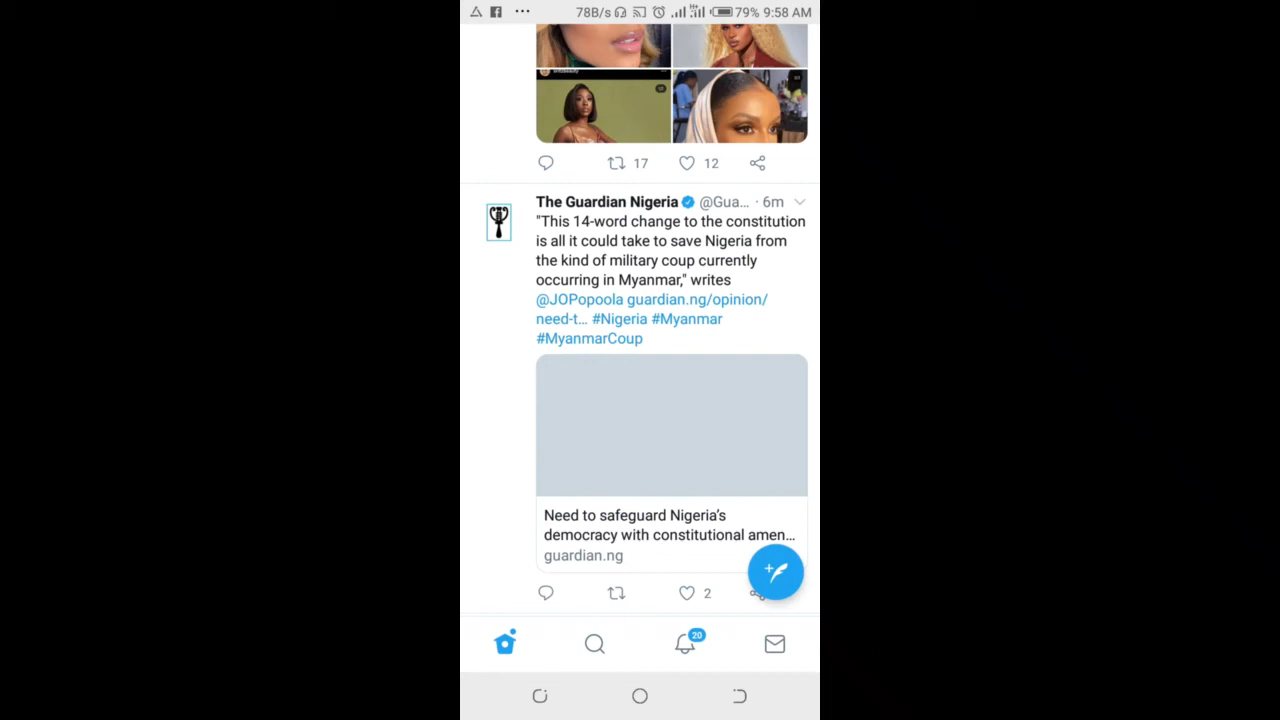 78B/s 79% 9:58 AM
17 12
The Guardian Nigeria @Gua... · 6m
"This 14-word change to the constitution
is all it could take to save Nigeria from
the kind of military coup currently
occurring in Myanmar," writes
@JOPopoola guardian.ng/opinion/
need-t... #Nigeria #Myanmar
#MyanmarCoup
Need to safeguard Nigeria's
democracy with constitutional amen...
guardian.ng
2
20